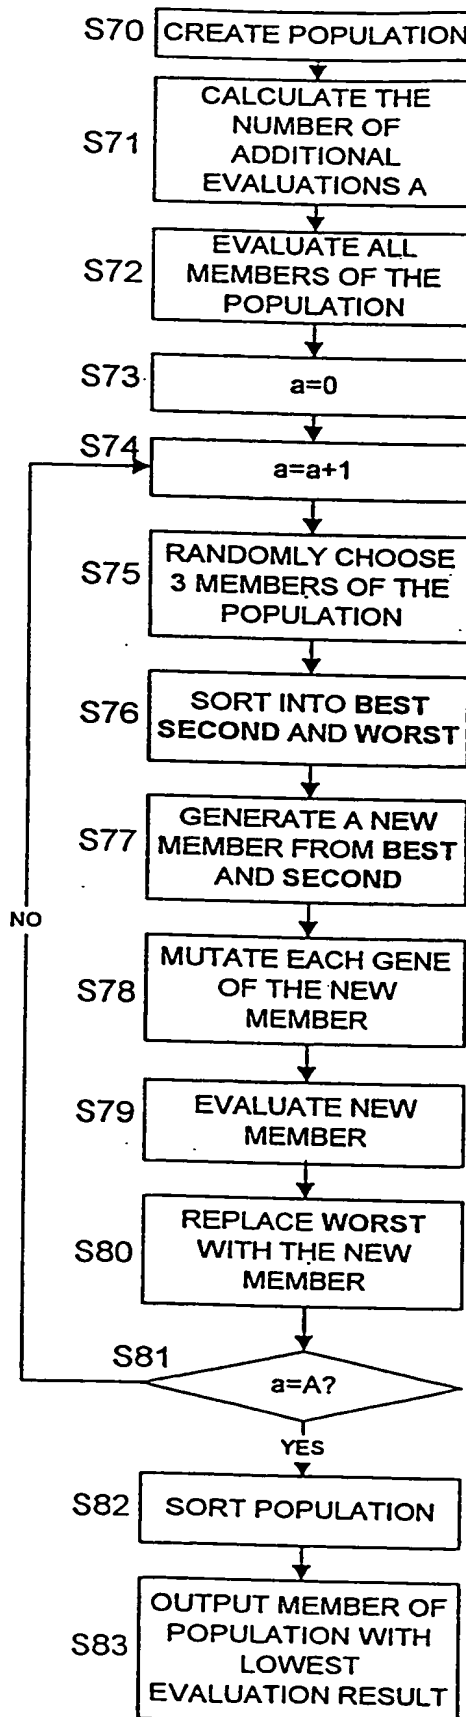 S70 CREATE POPULATION
S71
CALCULATE THE
NUMBER OF
ADDITIONAL
EVALUATIONS A
S72
EVALUATE ALL
MEMBERS OF THE
POPULATION
S73
a=0
S74
a=a+1
S75
RANDOMLY CHOOSE
3 MEMBERS OF THE
POPULATION
S76
SORT INTO BEST
SECOND AND WORST
S77
GENERATE A NEW
MEMBER FROM BEST
AND SECOND
NO
S78
MUTATE EACH GENE
OF THE NEW
MEMBER
S79
EVALUATE NEW
MEMBER
S80
REPLACE WORST
WITH THE NEW
MEMBER
S81
a=A?
YES
S82 SORT POPULATION
S83
OUTPUT MEMBER OF
POPULATION WITH
LOWEST
EVALUATION RESULT